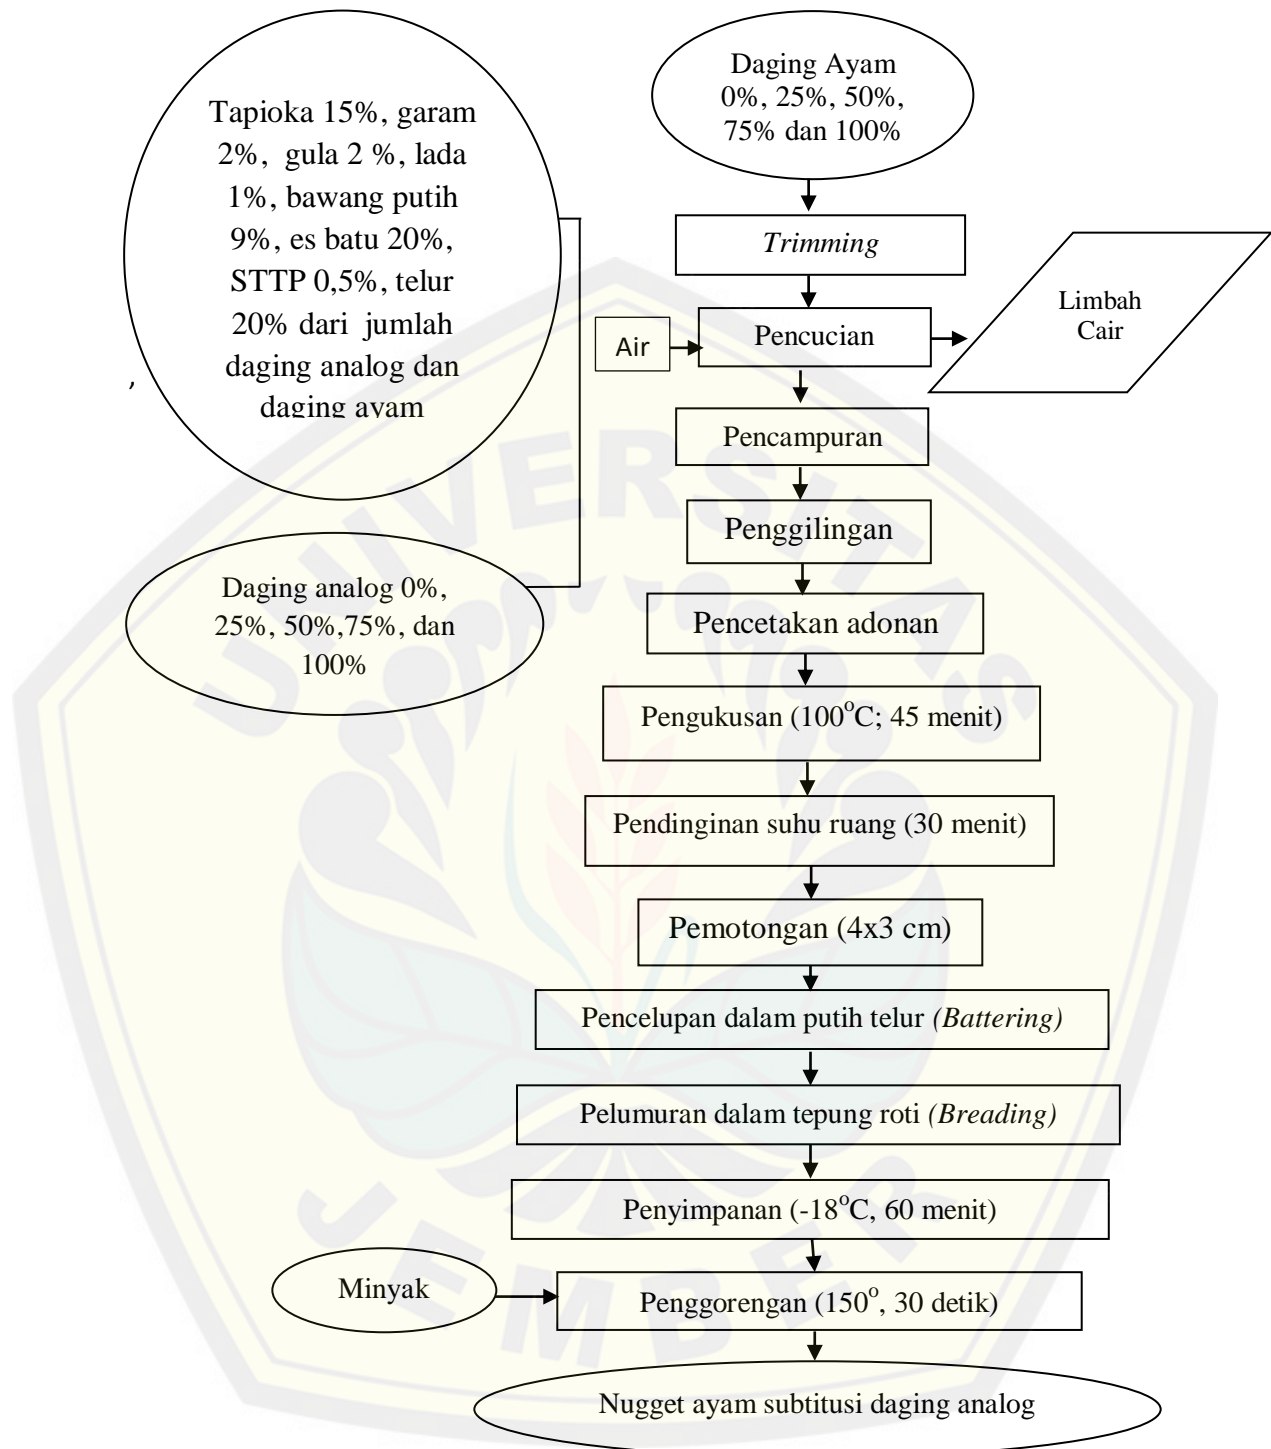 Daging Ayam
0%, 25%, 50%,
75% dan 100%
Tapioka 15%, garam
2%, gula 2 %, lada
1%, bawang putih
9%, es batu 20%,
STTP 0,5%, telur
20% dari jumlah
daging analog dan
daging ayam
,
Trimming
Air
Pencucian
Limbah
Cair
Pencampuran
Penggilingan
Daging analog 0%,
25%, 50%,75%, dan
100%
Pencetakan adonan
Pengukusan (100°C; 45 menit)
Pendinginan suhu ruang (30 menit)
Pemotongan (4x3 cm)
Pencelupan dalam putih telur (Battering)
Pelumuran dalam tepung roti (Breading)
Penyimpanan (-18°C, 60 menit)
Minyak
Penggorengan (150°, 30 detik)
Nugget ayam subtitusi daging analog
UNIVERSITAS
JEMBER